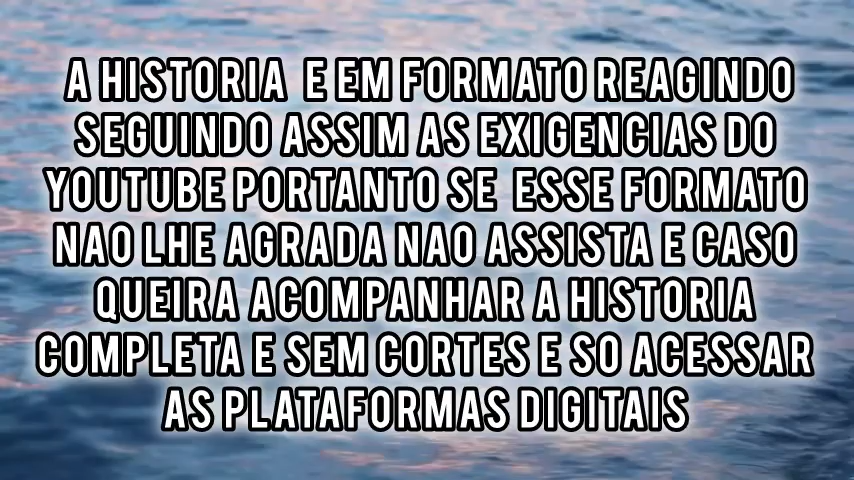 A HISTORIA E EM FORMATO REAGINDO
SEGUINDO ASSIM AS EXIGENCIAS DO
YOUTUBE PORTANTO SE ESSE FORMATO
NAO LHE AGRADA NAO ASSISTA E CASO
QUEIRA ACOMPANHAR A HISTORIA
COMPLETA E SEM CORTES E SO ACESSAR
AS PLATAFORMAS DIGITAIS